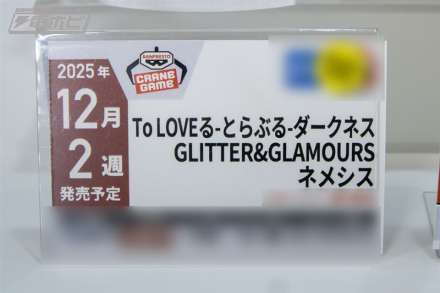 電撃ホビー
2025年
12月
2週
発売予定
BANPRESTO
CRANE
GAME
To LOVEる-とらぶる-ダークネス
GLITTER&GLAMOURS
ネメシス